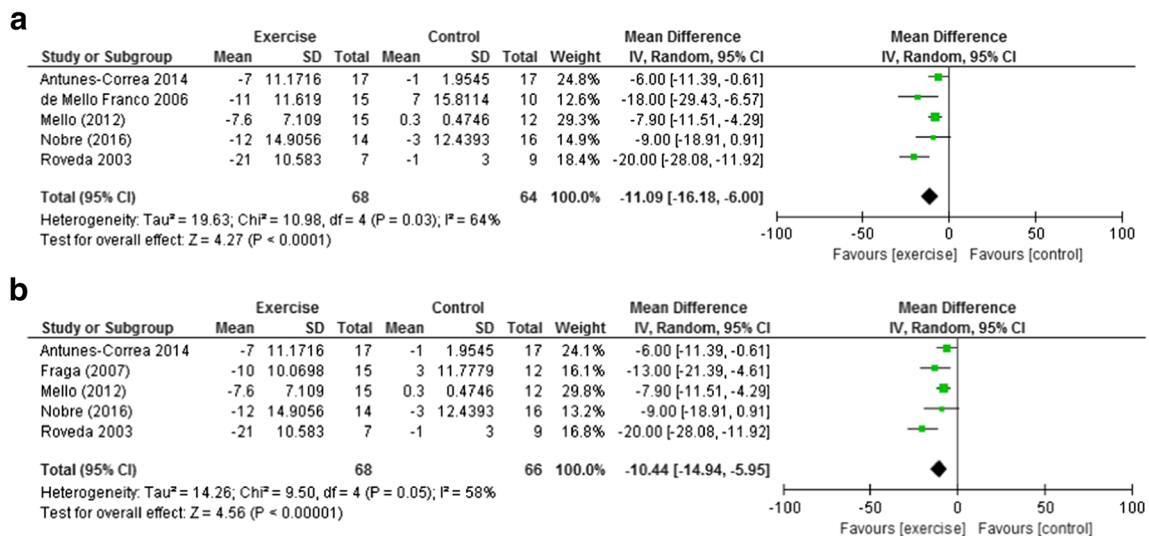 a
Exercise Control Mean Difference Mean Difference
Study or Subgroup Mean SD Total Mean SD Total Weight IV, Random, 95% CI IV, Random, 95% CI
Antunes-Correa 2014 -7 11.1716 17 -1 1.9545 17 24.8% -6.00 [-11.39, -0.61]
de Mello Franco 2006 -11 11.619 15 7 15.8114 10 12.6% -18.00 [-29.43, -6.57]
Mello (2012) -7.6 7.109 15 0.3 0.4746 12 29.3% -7.90 [-11.51, -4.29]
Nobre (2016) -12 14.9056 14 -3 12.4393 16 14.9% -9.00 [-18.91, 0.91]
Roveda 2003 -21 10.583 7 -1 3 9 18.4% -20.00 [-28.08, -11.92]
Total (95% CI) 68 64 100.0% -11.09 [-16.18, -6.00]
Heterogeneity: Tau² = 19.63; Chi² = 10.98, df = 4 (P = 0.03); I² = 64%
Test for overall effect: Z = 4.27 (P < 0.0001)
-100 -50 0 50 100
Favours [exercise] Favours [control]
b
Exercise Control Mean Difference Mean Difference
Study or Subgroup Mean SD Total Mean SD Total Weight IV, Random, 95% CI IV, Random, 95% CI
Antunes-Correa 2014 -7 11.1716 17 -1 1.9545 17 24.1% -6.00 [-11.39, -0.61]
Fraga (2007) -10 10.0698 15 3 11.7779 12 16.1% -13.00 [-21.39, -4.61]
Mello (2012) -7.6 7.109 15 0.3 0.4746 12 29.8% -7.90 [-11.51, -4.29]
Nobre (2016) -12 14.9056 14 -3 12.4393 16 13.2% -9.00 [-18.91, 0.91]
Roveda 2003 -21 10.583 7 -1 3 9 16.8% -20.00 [-28.08, -11.92]
Total (95% CI) 68 66 100.0% -10.44 [-14.94, -5.95]
Heterogeneity: Tau² = 14.26; Chi² = 9.50, df = 4 (P = 0.05); I² = 58%
Test for overall effect: Z = 4.56 (P < 0.00001)
-100 -50 0 50 100
Favours [exercise] Favours [control]